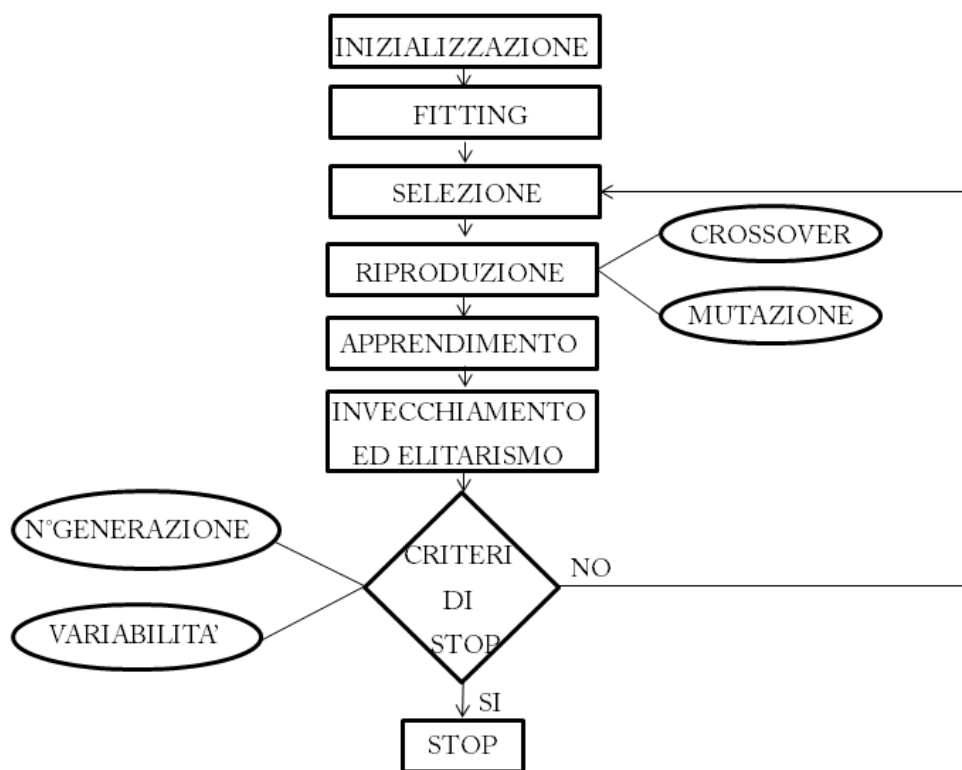 INIZIALIZZAZIONE
FITTING
SELEZIONE
CROSSOVER
RIPRODUZIONE
MUTAZIONE
APPRENDIMENTO
INVECCHIAMENTO
ED ELITARISMO
N°GENERAZIONE
CRITERI
DI
STOP
NO
VARIABILITA’
SI
STOP